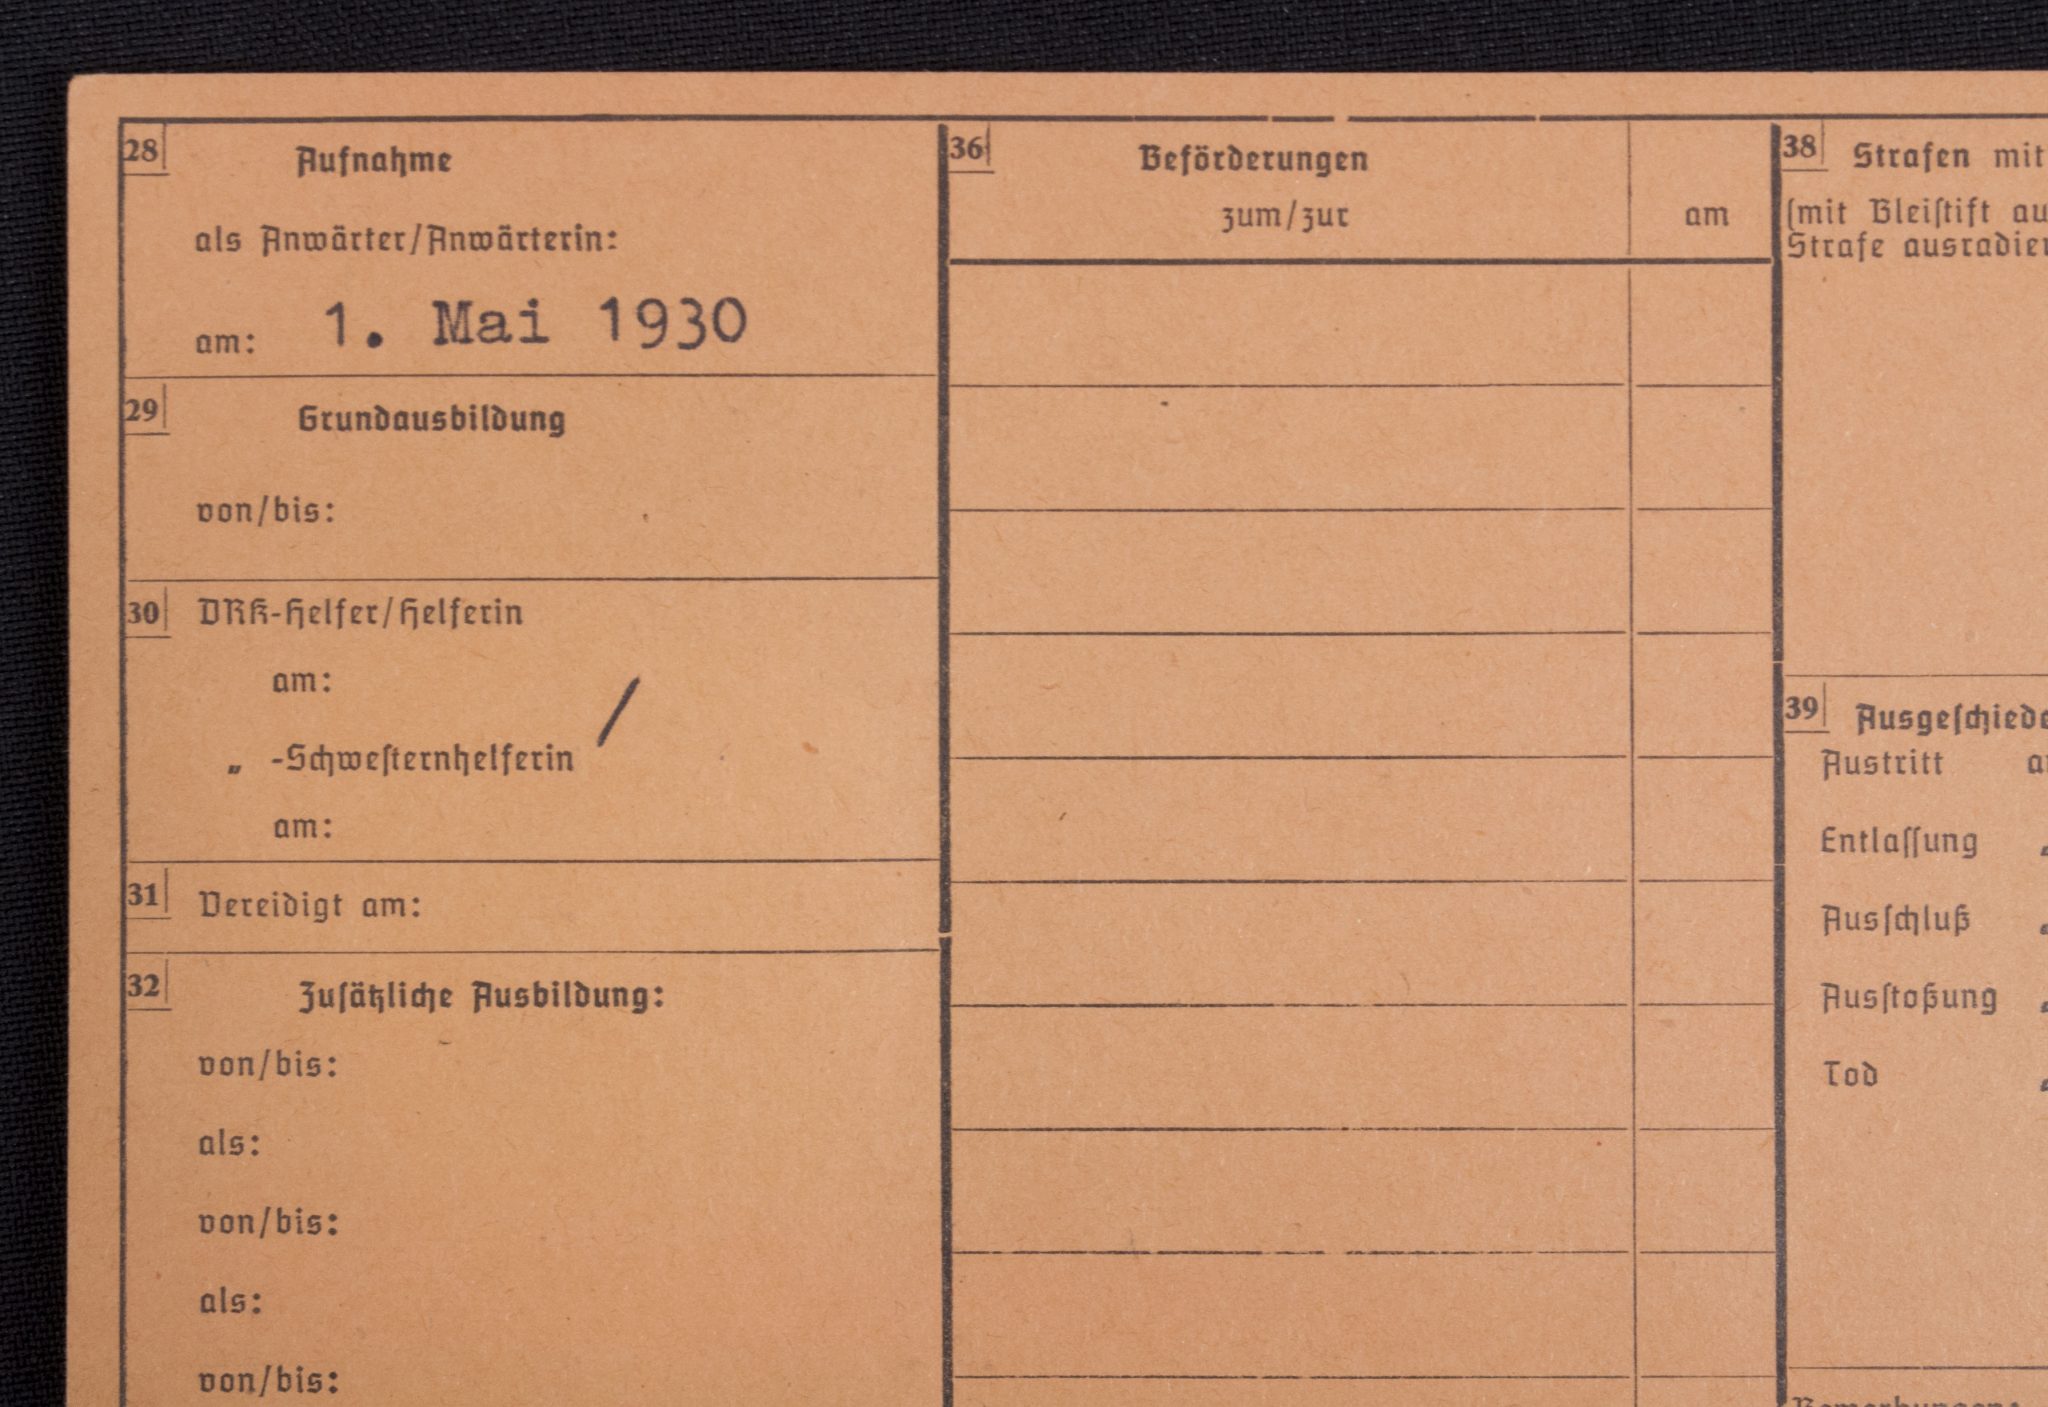 28 Aufnahme
als Anwärter/Anwärterin:
am: 1. Mai 1930
29 Grundausbildung
von/bis:
30 DRK-Helfer/Helferin
am:
„ -Schweſternhelferin /
am:
31 Vereidigt am:
32 Zuſätzliche Ausbildung:
von/bis:
als:
von/bis:
als:
von/bis:
36 Beförderungen
zum/zur am
38 Strafen mit
(mit Bleiſtift au
Strafe ausradier
39 Ausgeſchiede
Austritt a
Entlaſſung „
Ausſchluß „
Ausſtoßung „
Tod „
Bemerkungen: